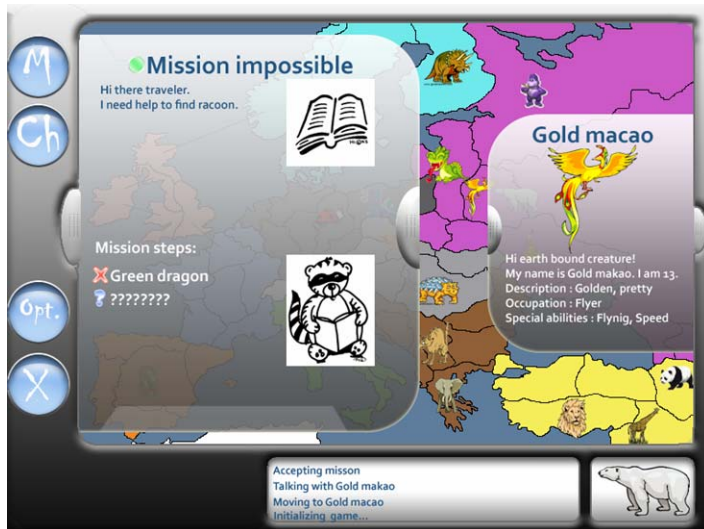 M
Ch
Opt.
X
Mission impossible
Hi there traveler.
I need help to find racoon.
Mission steps:
Green dragon
????????
Gold macao
Hi earth bound creature!
My name is Gold makao. I am 13.
Description : Golden, pretty
Occupation : Flyer
Special abilities : Flynig, Speed
Accepting misson
Talking with Gold makao
Moving to Gold macao
Initializing game...